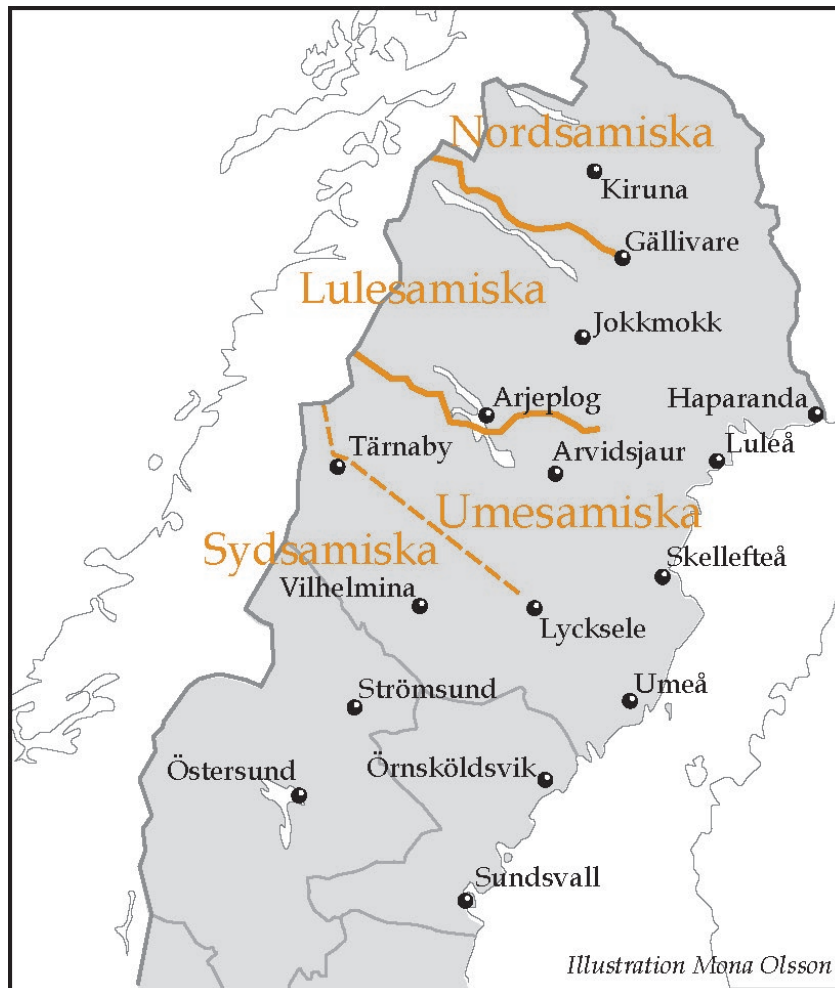 Nordsamiska
Kiruna
Gällivare
Lulesamiska
Jokkmokk
Arjeplog
Haparanda
Tärnaby
Arvidsjaur
Luleå
Umesamiska
Sydsamiska
Skellefteå
Vilhelmina
Lycksele
Strömsund
Umeå
Östersund
Örnsköldsvik
Sundsvall
Illustration Mona Olsson